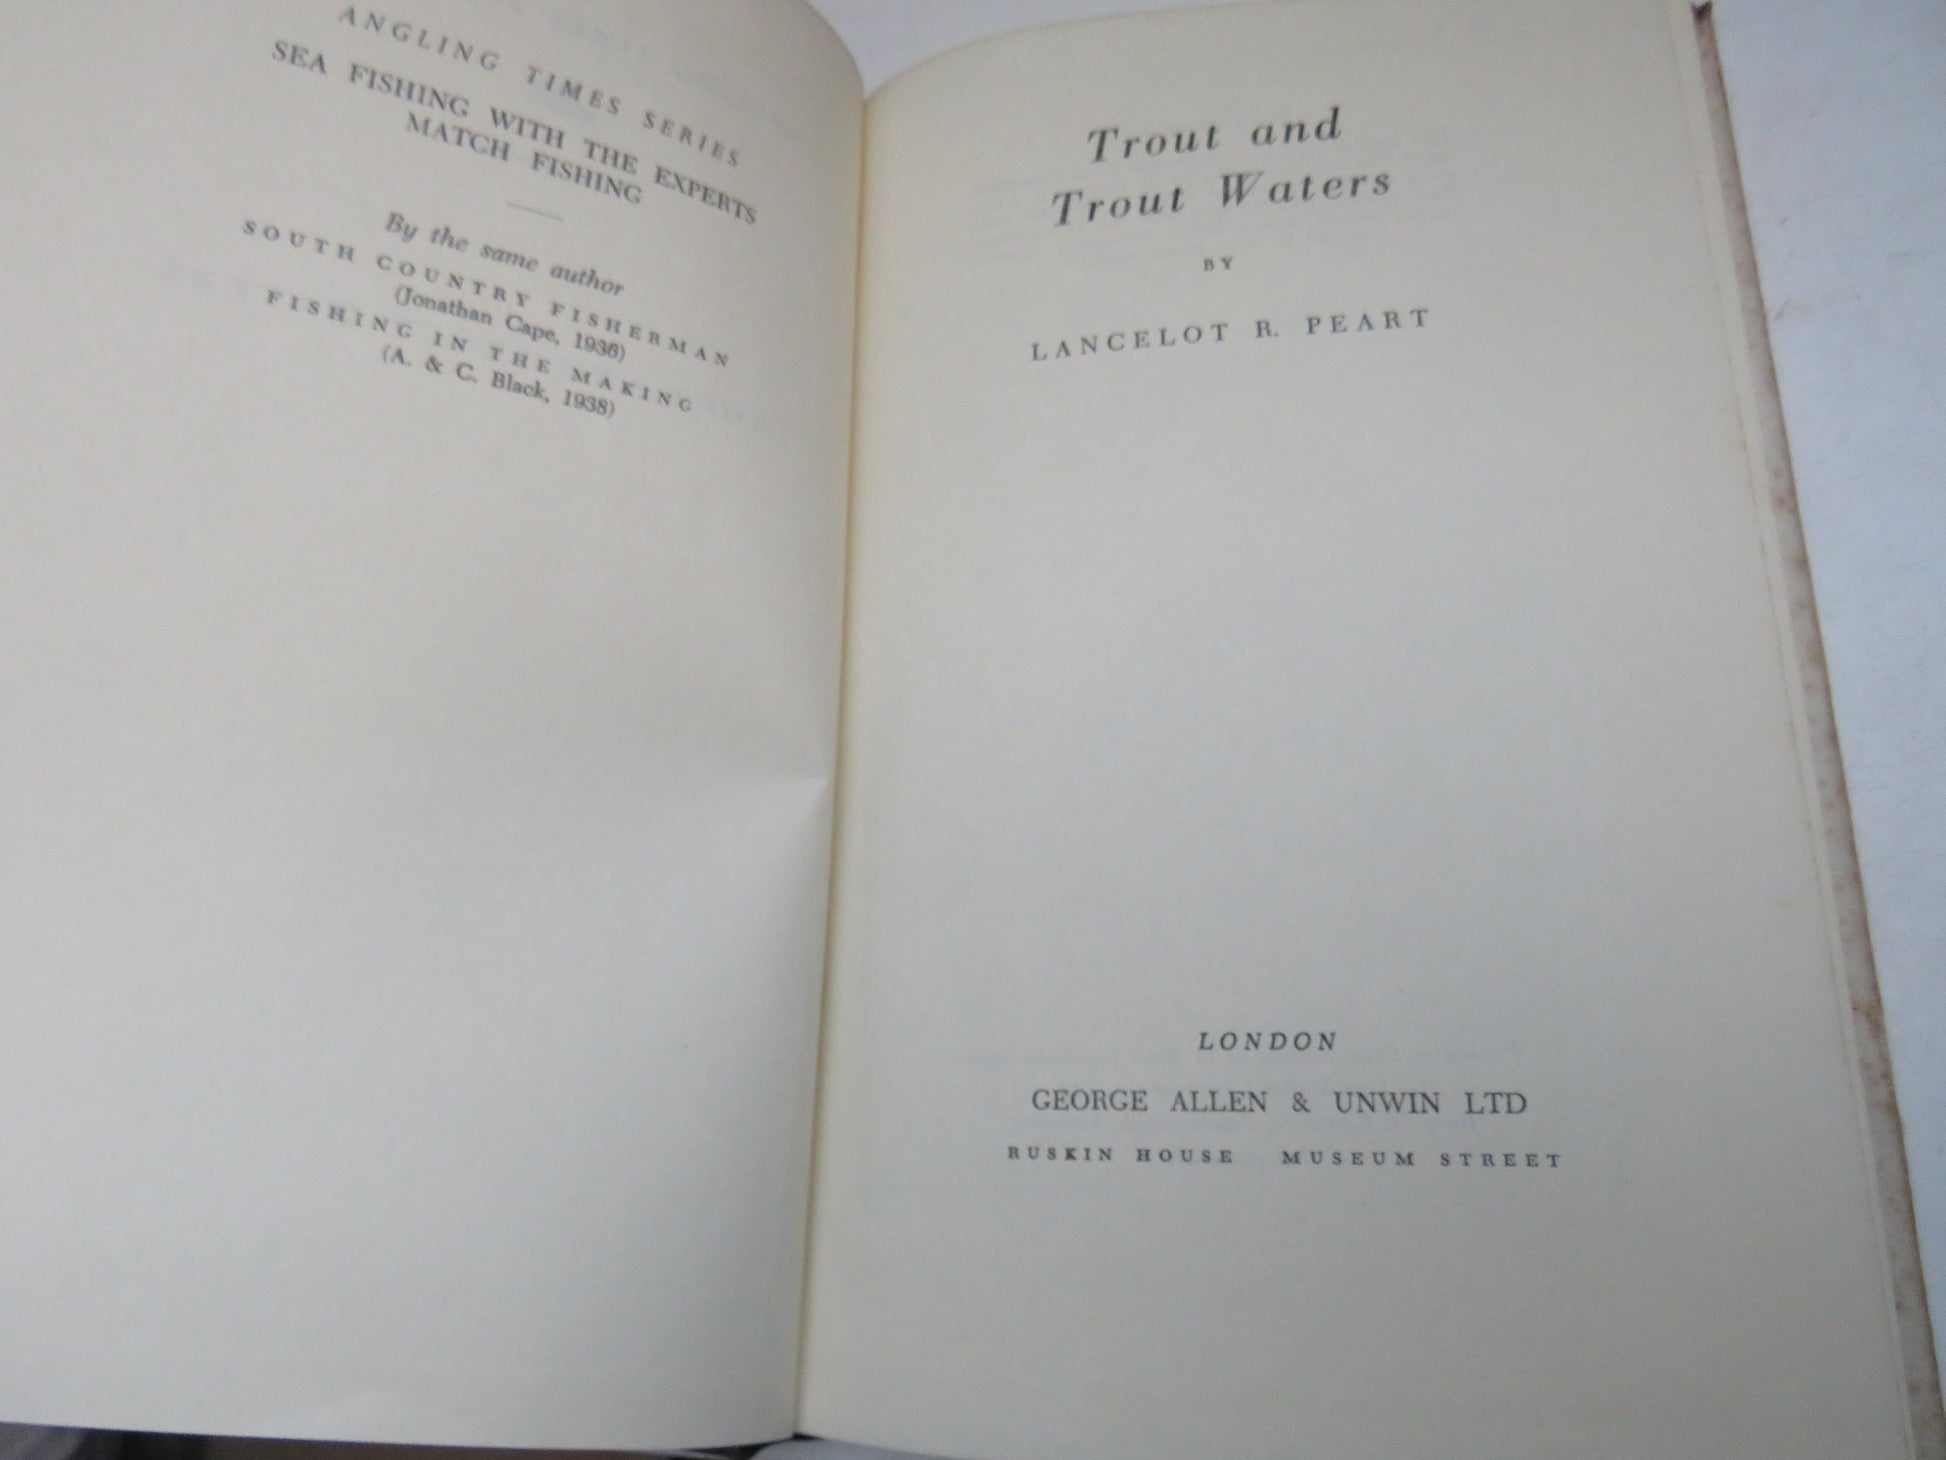 ANGLING TIMES SERIES
SEA FISHING WITH THE EXPERTS
MATCH FISHING
By the same author
SOUTH COUNTRY FISHERMAN
(Jonathan Cape, 1936)
FISHING IN THE MAKING
(A. & C. Black, 1938)
Trout and
Trout Waters
BY
LANCELOT R. PEART
LONDON
GEORGE ALLEN & UNWIN LTD
RUSKIN HOUSE MUSEUM STREET